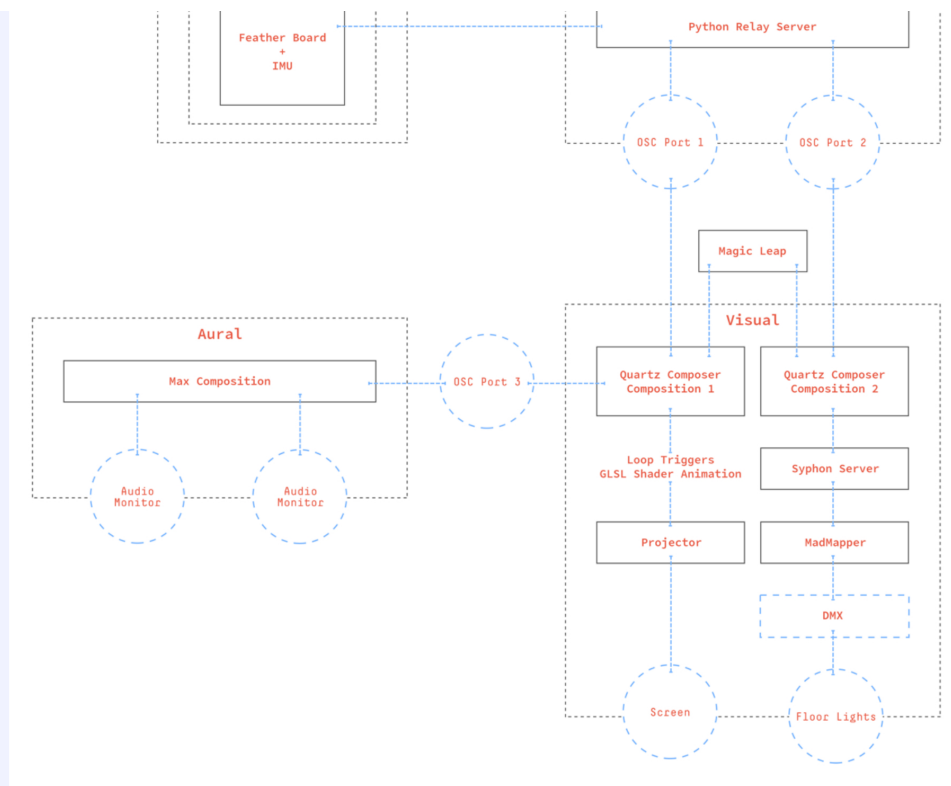 Feather Board
+
IMU
Python Relay Server
OSC Port 1
OSC Port 2
Magic Leap
Aural
Max Composition
Audio
Monitor
Audio
Monitor
OSC Port 3
Visual
Quartz Composer
Composition 1
Quartz Composer
Composition 2
Loop Triggers
GLSL Shader Animation
Syphon Server
Projector
MadMapper
DMX
Screen
Floor Lights